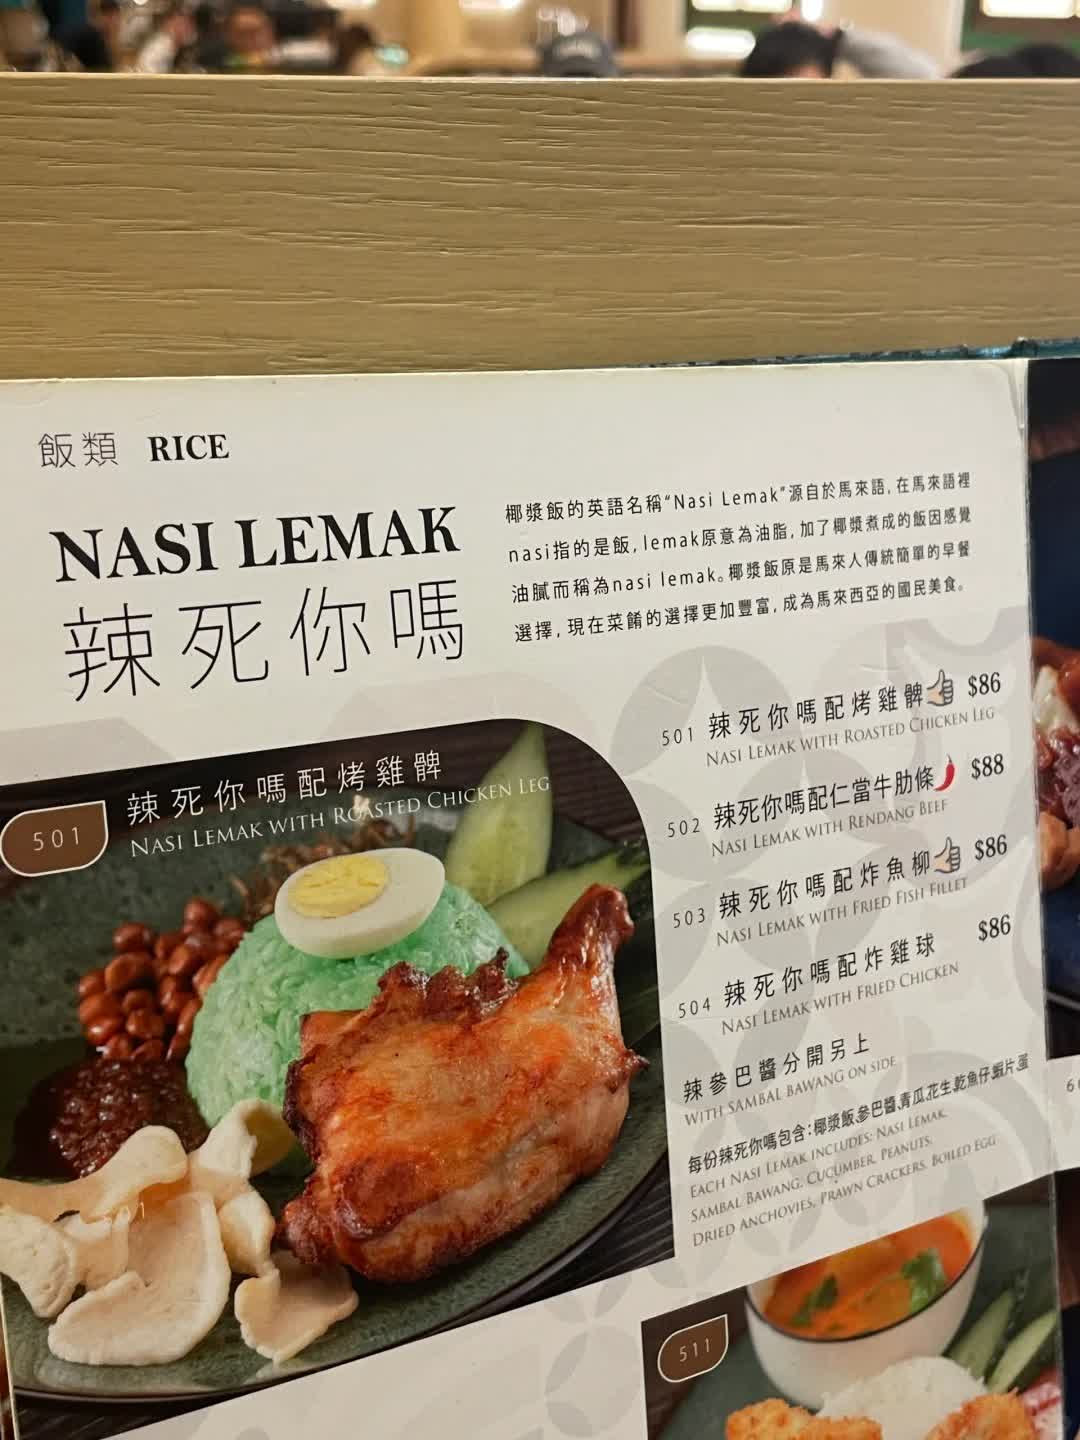 飯類 RICE
NASI LEMAK
辣死你嗎
椰漿飯的英語名稱“Nasi Lemak”源自於馬來語, 在馬來語裡
nasi指的是飯, lemak原意為油脂, 加了椰漿煮成的飯因感覺
油膩而稱為nasi lemak。椰漿飯原是馬來人傳統簡單的早餐
選擇, 現在菜餚的選擇更加豐富, 成為馬來西亞的國民美食。
501 辣死你嗎配烤雞髀
NASI LEMAK WITH ROASTED CHICKEN LEG
501 辣死你嗎配烤雞髀 $86
NASI LEMAK WITH ROASTED CHICKEN LEG
502 辣死你嗎配仁當牛肋條 $88
NASI LEMAK WITH RENDANG BEEF
503 辣死你嗎配炸魚柳 $86
NASI LEMAK WITH FRIED FISH FILLET
504 辣死你嗎配炸雞球 $86
NASI LEMAK WITH FRIED CHICKEN
辣參巴醬分開另上
WITH SAMBAL BAWANG ON SIDE
每份辣死你嗎包含：椰漿飯,參巴醬,青瓜,花生,乾魚仔,蝦片,蛋
EACH NASI LEMAK INCLUDES: NASI LEMAK,
SAMBAL BAWANG, CUCUMBER, PEANUTS,
DRIED ANCHOVIES, PRAWN CRACKERS, BOILED EGG
501
511